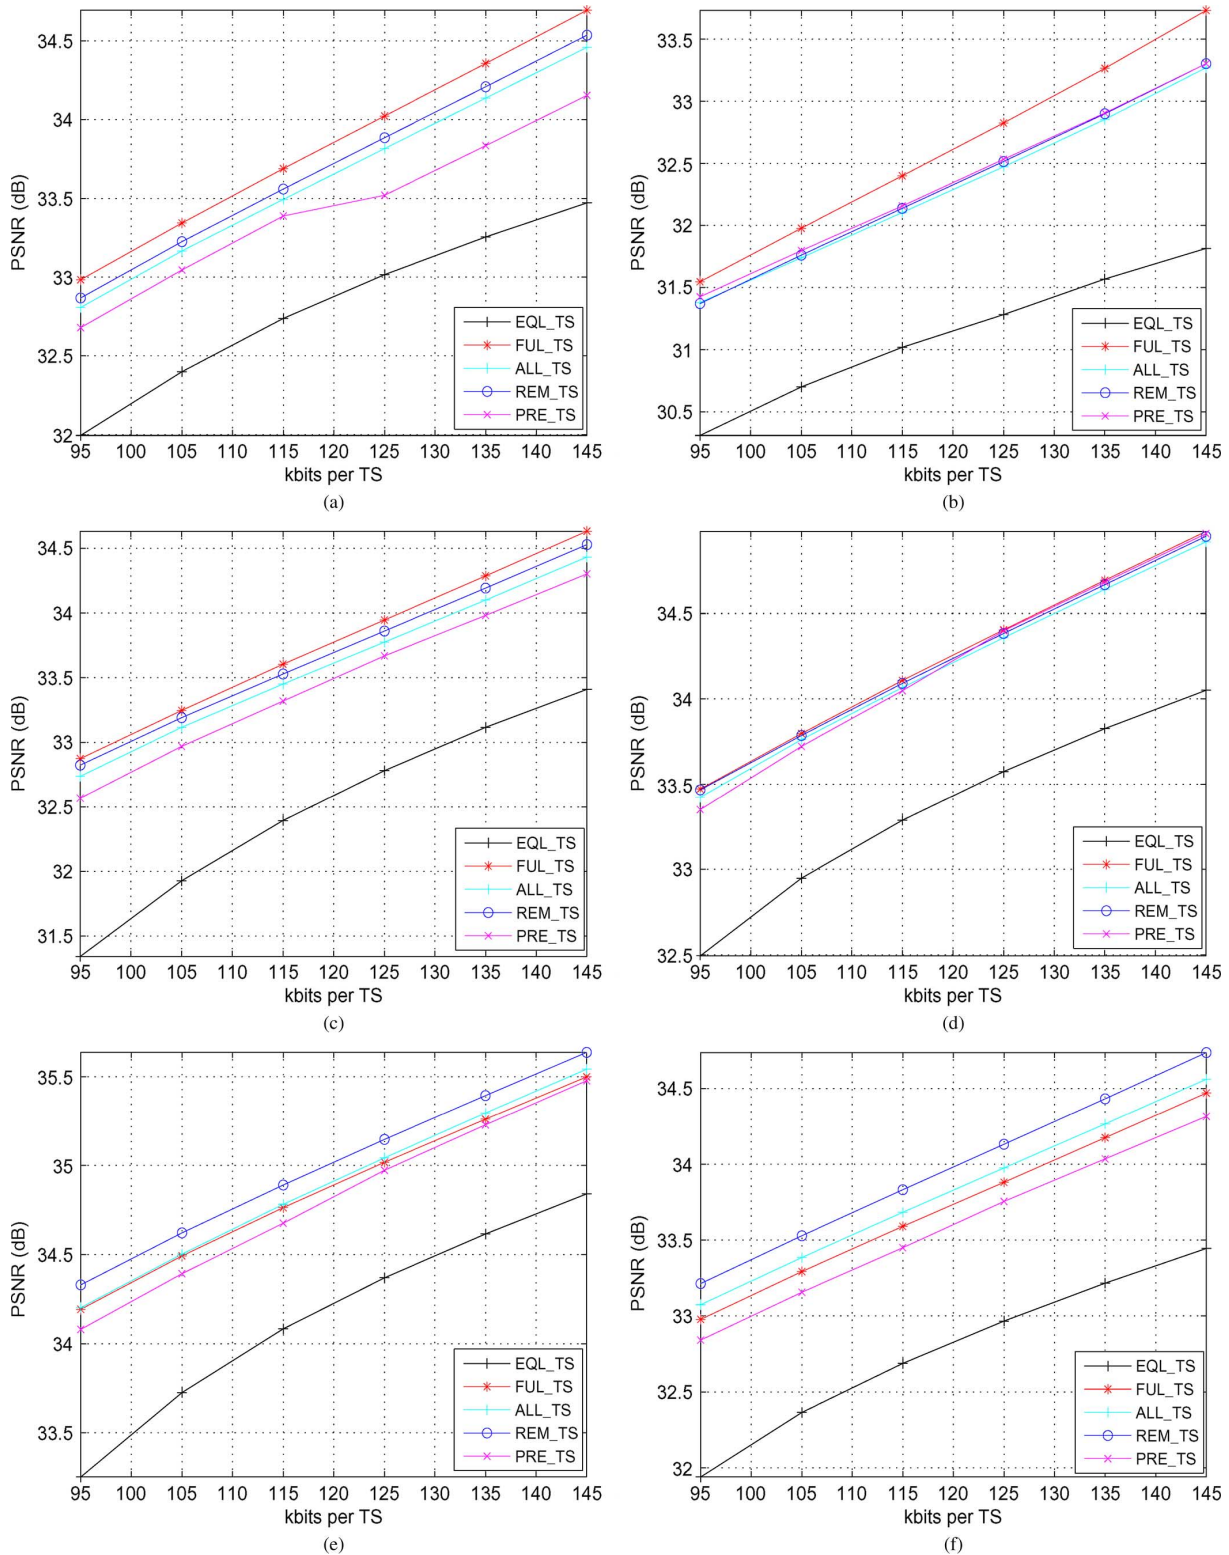 34.5
34
33.5
33
32.5
32
PSNR (dB)
95 100 105 110 115 120 125 130 135 140 145
kbits per TS
EQL_TS
FUL_TS
ALL_TS
REM_TS
PRE_TS
(a)
33.5
33
32.5
32
31.5
31
30.5
PSNR (dB)
95 100 105 110 115 120 125 130 135 140 145
kbits per TS
EQL_TS
FUL_TS
ALL_TS
REM_TS
PRE_TS
(b)
34.5
34
33.5
33
32.5
32
31.5
PSNR (dB)
95 100 105 110 115 120 125 130 135 140 145
kbits per TS
EQL_TS
FUL_TS
ALL_TS
REM_TS
PRE_TS
(c)
34.5
34
33.5
33
32.5
PSNR (dB)
95 100 105 110 115 120 125 130 135 140 145
kbits per TS
EQL_TS
FUL_TS
ALL_TS
REM_TS
PRE_TS
(d)
35.5
35
34.5
34
33.5
PSNR (dB)
95 100 105 110 115 120 125 130 135 140 145
kbits per TS
EQL_TS
FUL_TS
ALL_TS
REM_TS
PRE_TS
(e)
34.5
34
33.5
33
32.5
32
PSNR (dB)
95 100 105 110 115 120 125 130 135 140 145
kbits per TS
EQL_TS
FUL_TS
ALL_TS
REM_TS
PRE_TS
(f)